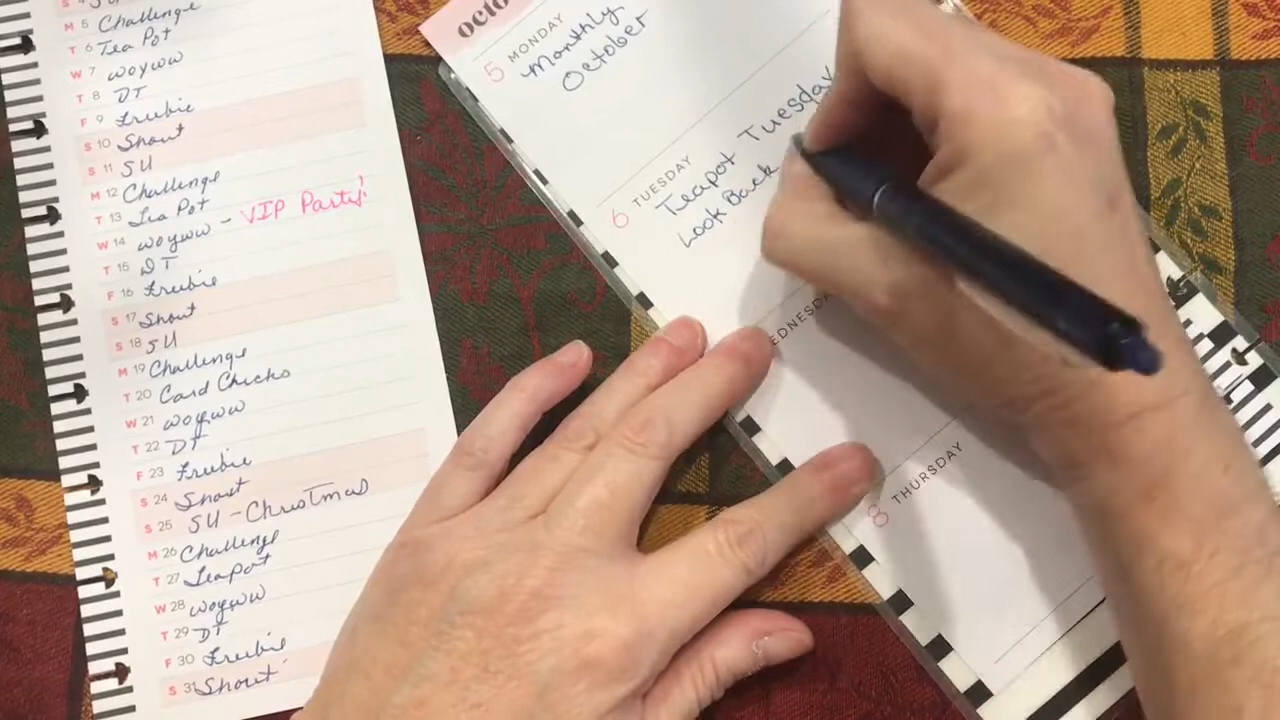 M 5 Challenge
T 6 Tea Pot
W 7 woyww
T 8 DT
F 9 Freebie
S 10 Shout
S 11 SU
M 12 Challenge
T 13 Tea Pot
W 14 woyww - VIP Party!
T 15 DT
F 16 Freebie
S 17 Shout
S 18 SU
M 19 Challenge
T 20 Card Chicks
W 21 woyww
T 22 DT
F 23 Freebie
S 24 Shout
S 25 SU - Christmas
M 26 Challenge
T 27 Teapot
W 28 woyww
T 29 DT
F 30 Freebie
S 31 Shout
octo
5 MONDAY
Monthly
October
6 TUESDAY
Teapot Tuesday
Look Back
EDNESDA
8 THURSDAY